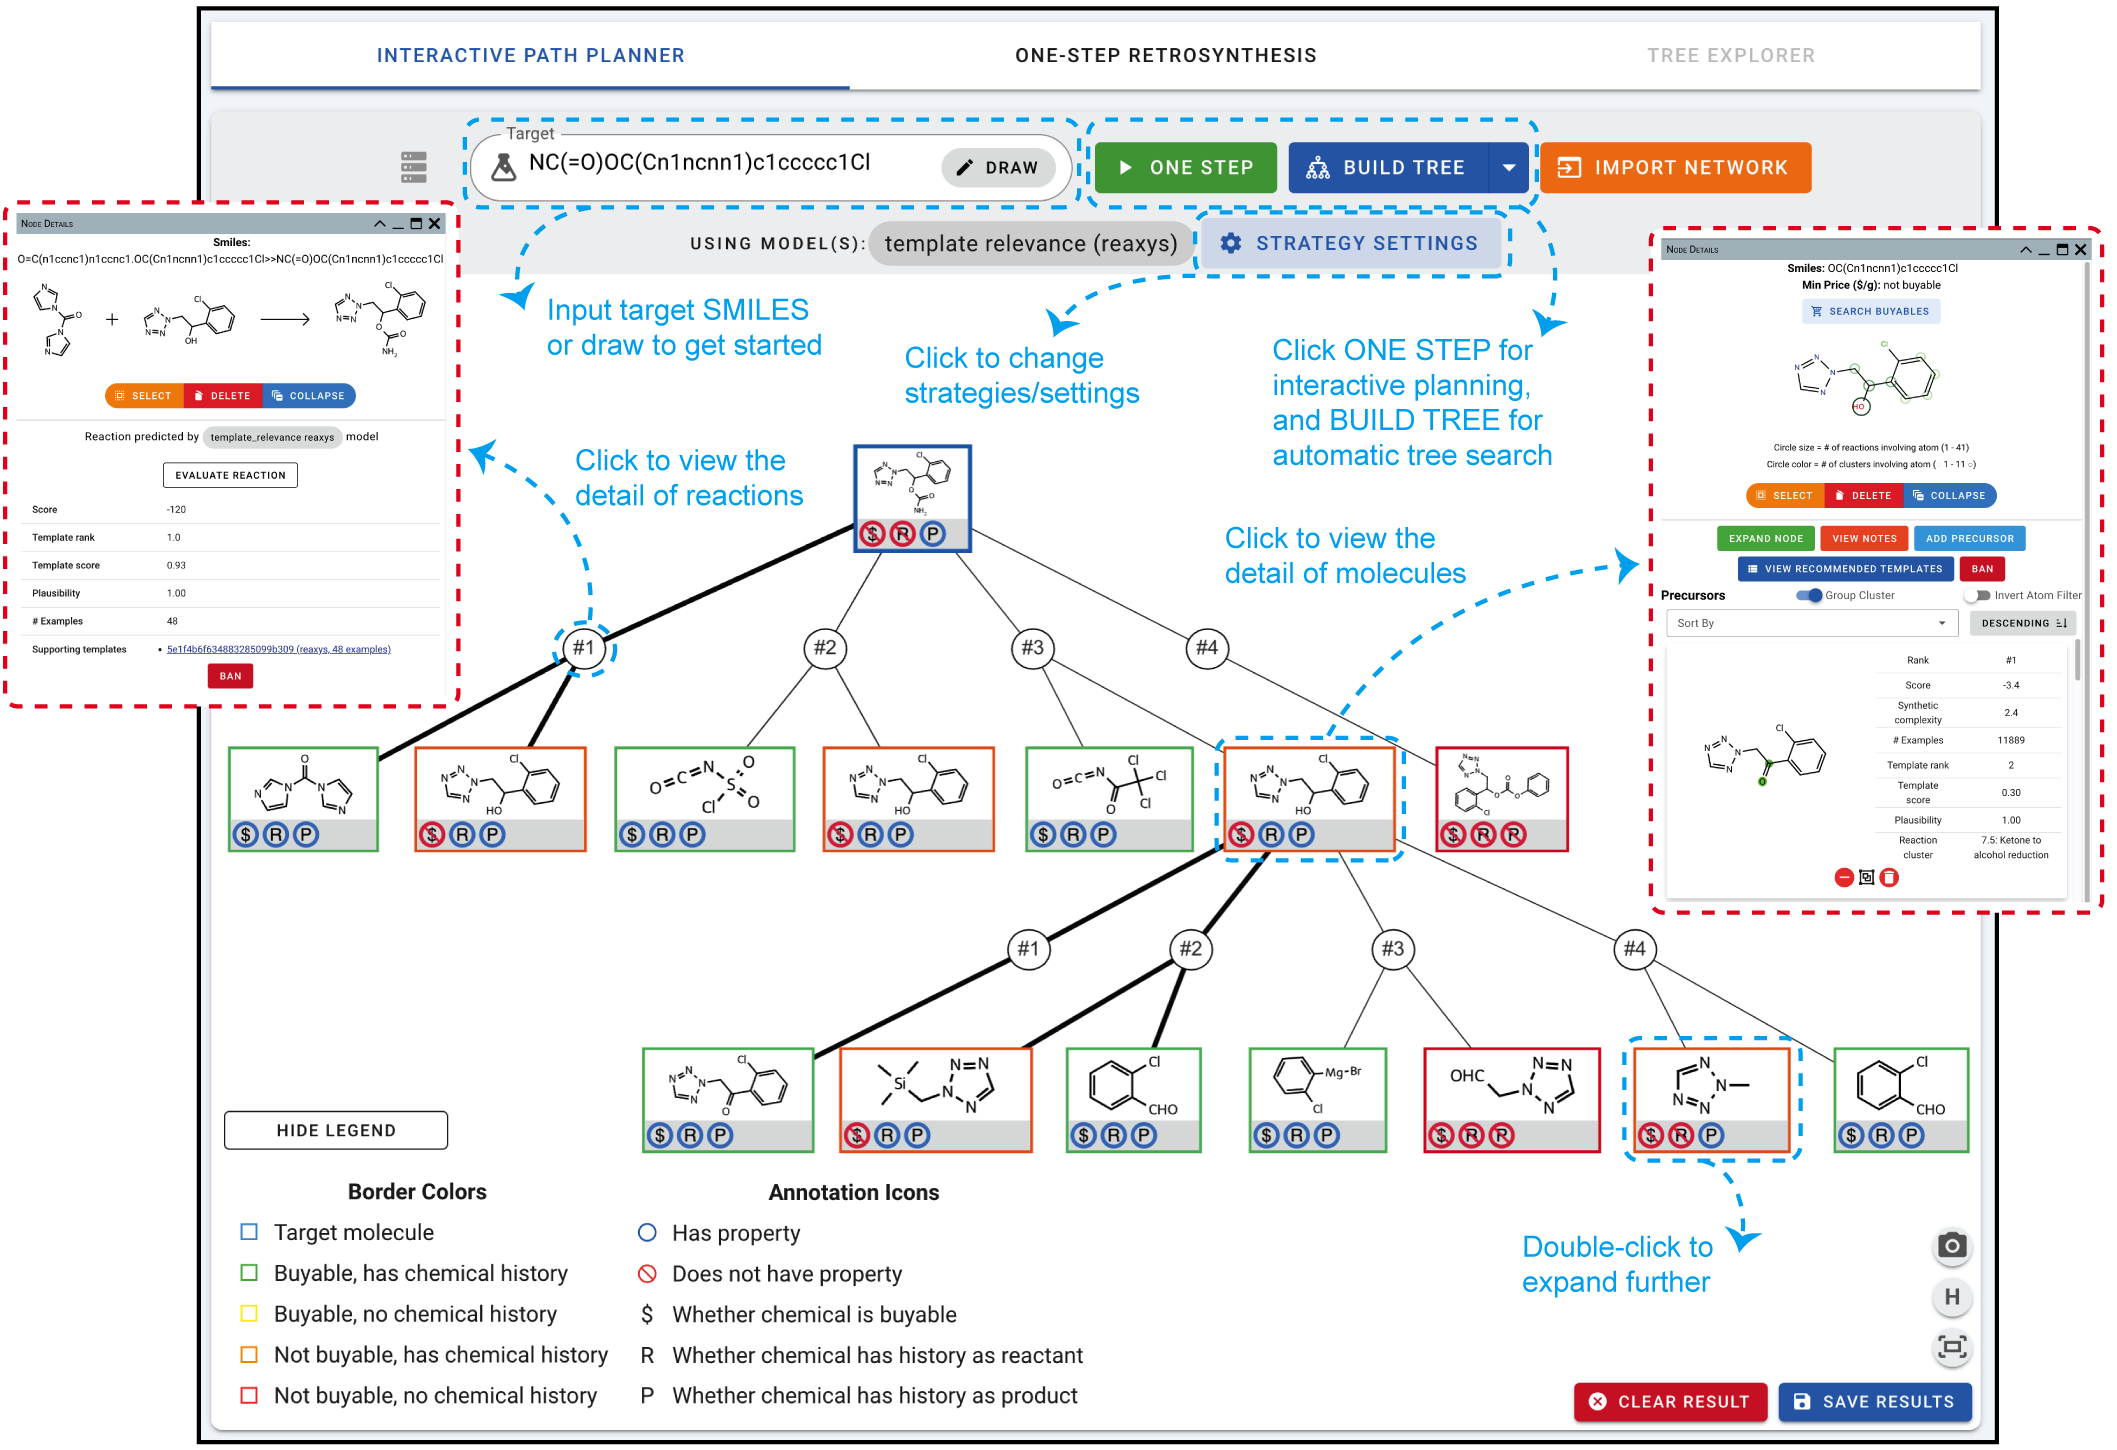 INTERACTIVE PATH PLANNER
ONE-STEP RETROSYNTHESIS
TREE EXPLORER
Target
NC(=O)OC(Cn1ncnn1)c1ccccc1Cl
DRAW
ONE STEP
BUILD TREE
IMPORT NETWORK
USING MODEL(S):
template relevance (reaxys)
STRATEGY SETTINGS
Input target SMILES
or draw to get started
Click to change
strategies/settings
Click ONE STEP for
interactive planning,
and BUILD TREE for
automatic tree search
Click to view the
detail of reactions
Click to view the
detail of molecules
Node Details
Smiles:
O=C(n1ccnc1)n1ccnc1.OC(Cn1ncnn1)c1ccccc1Cl>>NC(=O)OC(Cn1ncnn1)c1ccccc1Cl
SELECT
DELETE
COLLAPSE
Reaction predicted by template_relevance reaxys model
EVALUATE REACTION
Score -120
Template rank 1.0
Template score 0.93
Plausibility 1.00
# Examples 48
Supporting templates • 5e1f4b6f634883285099b309 (reaxys, 48 examples)
BAN
Node Details
Smiles: OC(Cn1ncnn1)c1ccccc1Cl
Min Price ($/g): not buyable
SEARCH BUYABLES
Circle size = # of reactions involving atom (1 - 41)
Circle color = # of clusters involving atom ( 1 - 11 )
SELECT
DELETE
COLLAPSE
EXPAND NODE
VIEW NOTES
ADD PRECURSOR
VIEW RECOMMENDED TEMPLATES
BAN
Precursors
Group Cluster
Invert Atom Filter
Sort By
DESCENDING
Rank #1
Score -3.4
Synthetic
complexity 2.4
# Examples 11889
Template rank 2
Template
score 0.30
Plausibility 1.00
Reaction
cluster
7.5: Ketone to
alcohol reduction
$ R P
#1
#2
#3
#4
$ R P
$ R P
$ R P
$ R P
$ R P
$ R P
$ R R
#1
#2
#3
#4
$ R P
$ R P
$ R P
$ R P
$ R R
$ R P
$ R P
Double-click to
expand further
HIDE LEGEND
Border Colors
Target molecule
Buyable, has chemical history
Buyable, no chemical history
Not buyable, has chemical history
Not buyable, no chemical history
Annotation Icons
Has property
Does not have property
$ Whether chemical is buyable
R Whether chemical has history as reactant
P Whether chemical has history as product
H
CLEAR RESULT
SAVE RESULTS